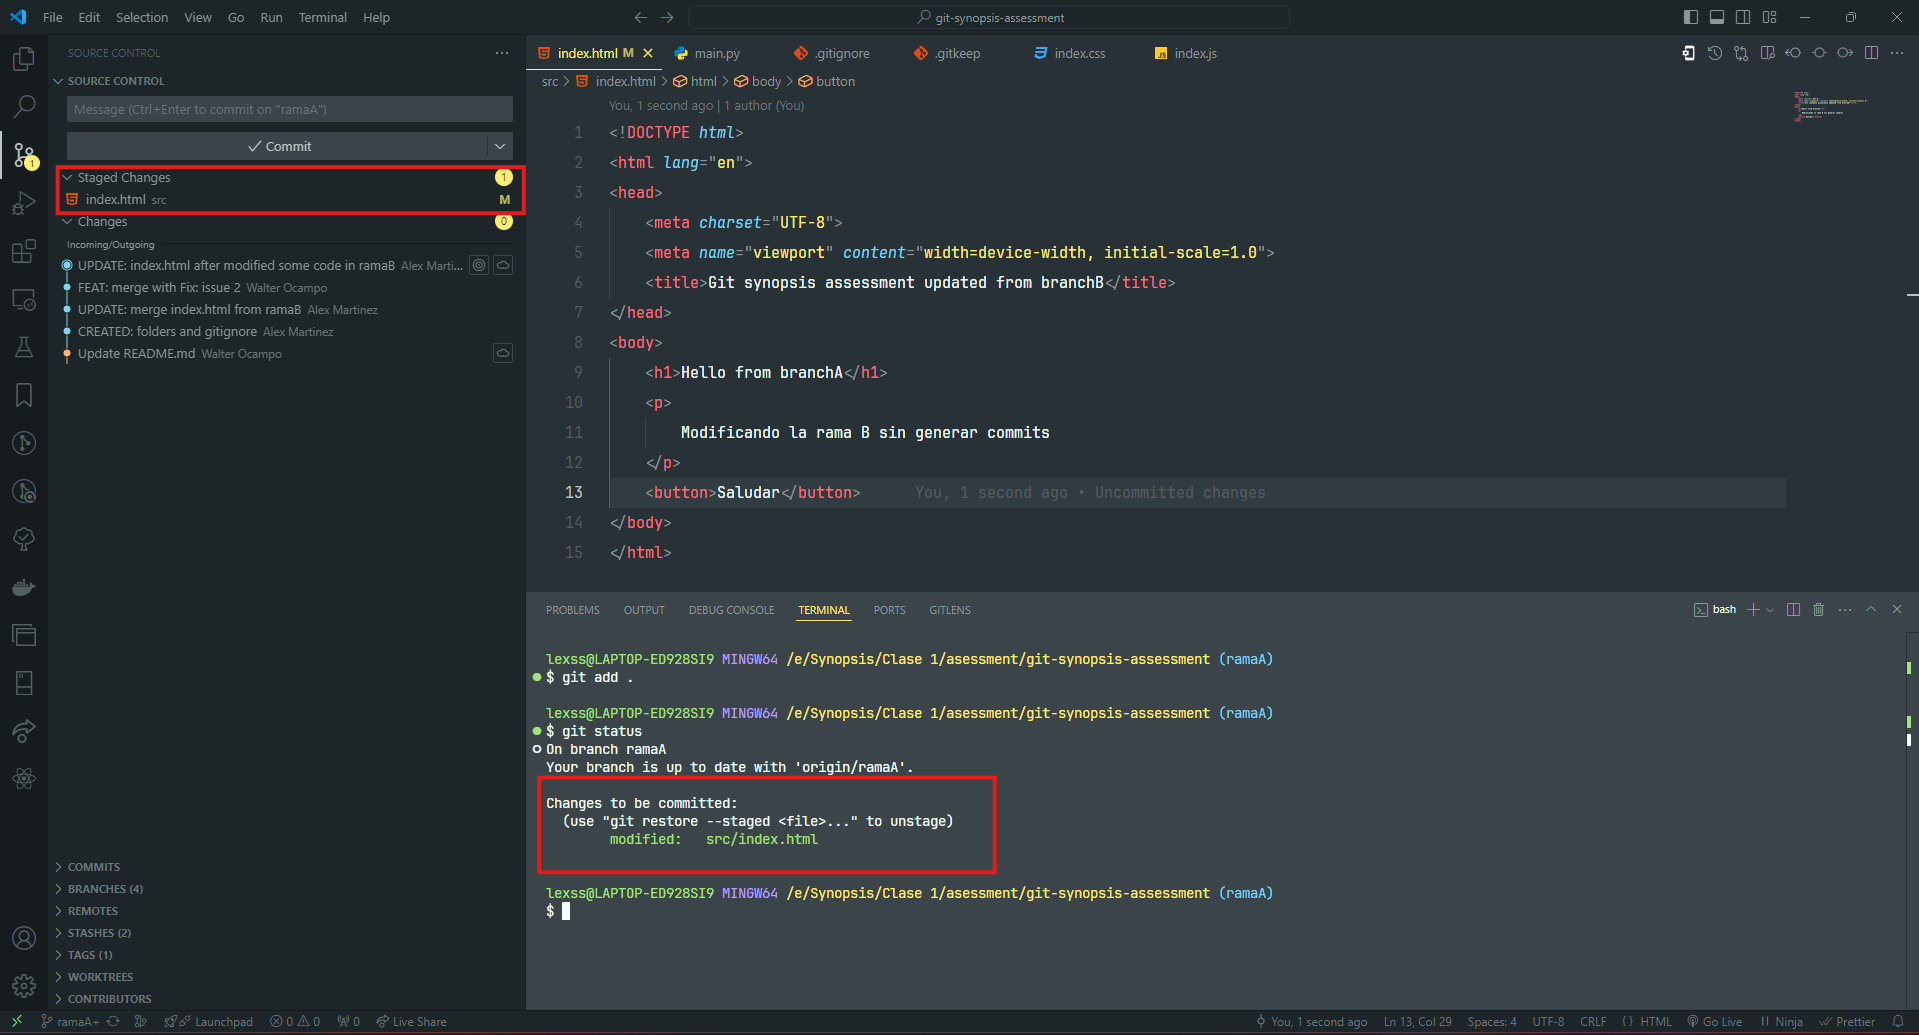 File Edit Selection View Go Run Terminal Help
git-synopsis-assessment
SOURCE CONTROL
SOURCE CONTROL
Message (Ctrl+Enter to commit on "ramaA")
Commit
Staged Changes 1
index.html src M
Changes 0
Incoming/Outgoing
UPDATE: index.html after modified some code in ramaB Alex Marti...
FEAT: merge with Fix: issue 2 Walter Ocampo
UPDATE: merge index.html from ramaB Alex Martinez
CREATED: folders and gitignore Alex Martinez
Update README.md Walter Ocampo
COMMITS
BRANCHES (4)
REMOTES
STASHES (2)
TAGS (1)
WORKTREES
CONTRIBUTORS
1
index.html M main.py .gitignore .gitkeep index.css JS index.js
src > index.html > html > body > button
You, 1 second ago | 1 author (You)
1 <!DOCTYPE html>
2 <html lang="en">
3 <head>
4 <meta charset="UTF-8">
5 <meta name="viewport" content="width=device-width, initial-scale=1.0">
6 <title>Git synopsis assessment updated from branchB</title>
7 </head>
8 <body>
9 <h1>Hello from branchA</h1>
10 <p>
11 Modificando la rama B sin generar commits
12 </p>
13 <button>Saludar</button> You, 1 second ago • Uncommitted changes
14 </body>
15 </html>
PROBLEMS OUTPUT DEBUG CONSOLE TERMINAL PORTS GITLENS
bash
lexss@LAPTOP-ED928SI9 MINGW64 /e/Synopsis/Clase 1/asessment/git-synopsis-assessment (ramaA)
$ git add .
lexss@LAPTOP-ED928SI9 MINGW64 /e/Synopsis/Clase 1/asessment/git-synopsis-assessment (ramaA)
$ git status
On branch ramaA
Your branch is up to date with 'origin/ramaA'.
Changes to be committed:
(use "git restore --staged <file>..." to unstage)
modified: src/index.html
lexss@LAPTOP-ED928SI9 MINGW64 /e/Synopsis/Clase 1/asessment/git-synopsis-assessment (ramaA)
$
ramaA+ Launchpad 0 0 0 Live Share You, 1 second ago Ln 13, Col 29 Spaces: 4 UTF-8 CRLF {} HTML Go Live Ninja Prettier